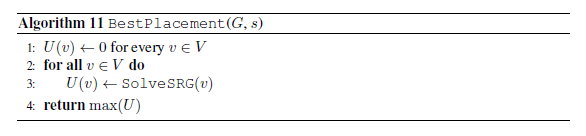 Algorithm 11 BestPlacement(G, s)
1: U(v) ← 0 for every v ∈ V
2: for all v ∈ V do
3: U(v) ← SolveSRG(v)
4: return max(U)